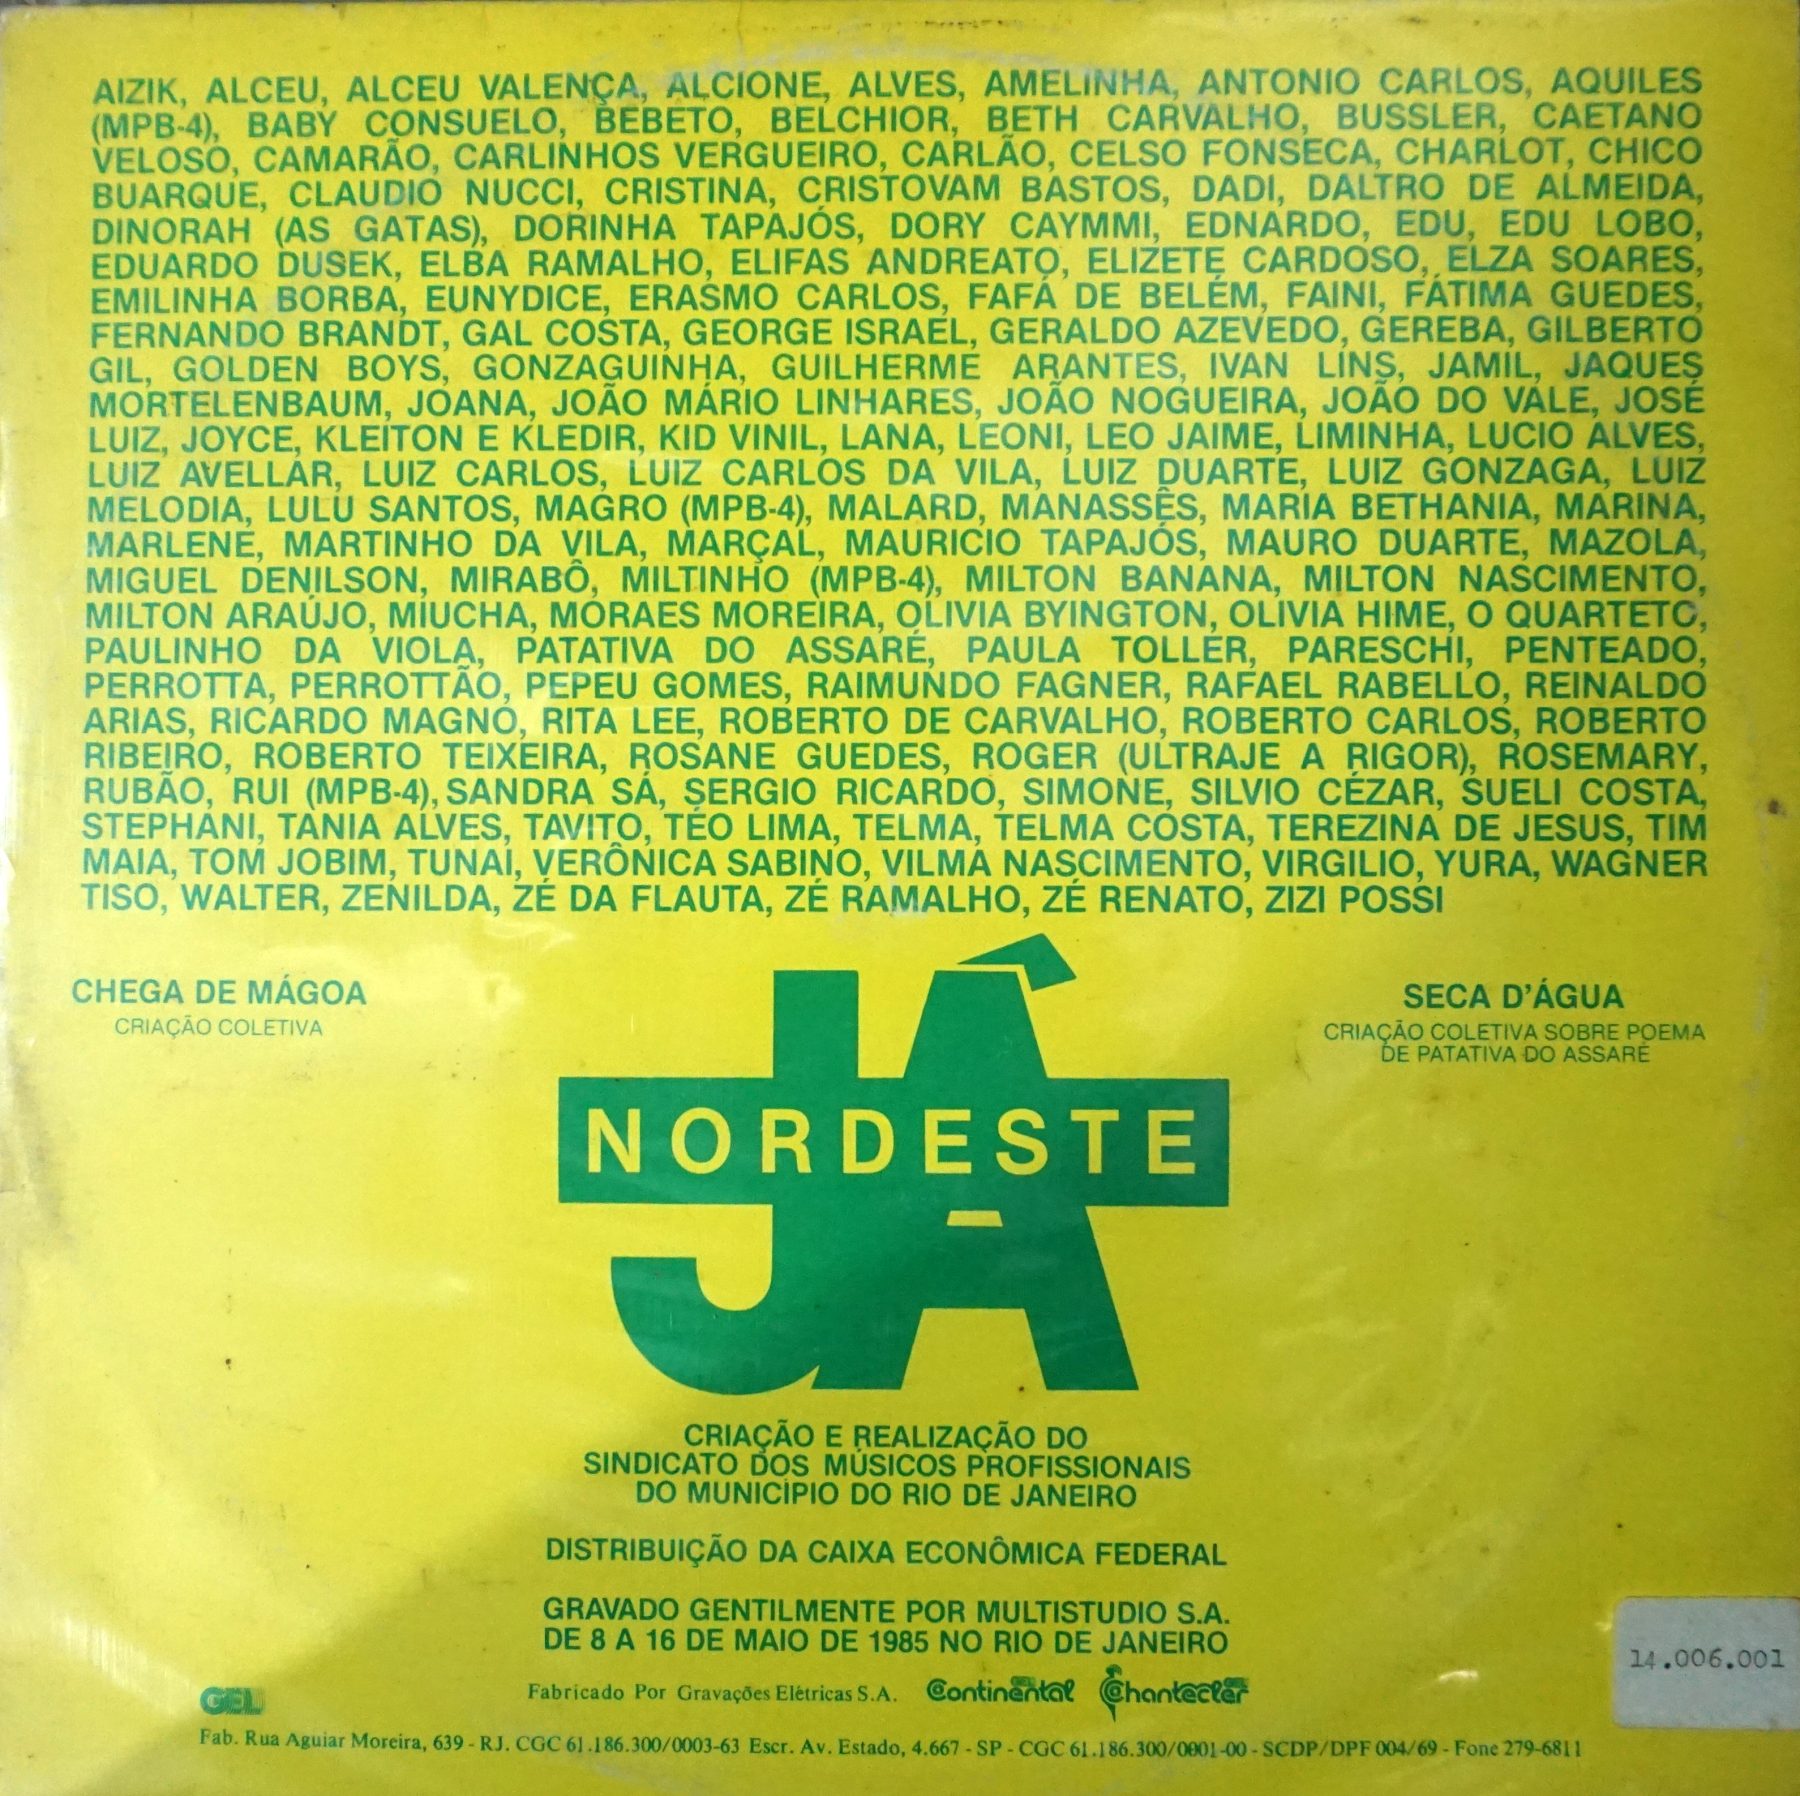 AIZIK, ALCEU, ALCEU VALENÇA, ALCIONE, ALVES, AMELINHA, ANTONIO CARLOS, AQUILES
(MPB-4), BABY CONSUELO, BEBETO, BELCHIOR, BETH CARVALHO, BUSSLER, CAETANO
VELOSO, CAMARÃO, CARLINHOS VERGUEIRO, CARLÃO, CELSO FONSECA, CHARLOT, CHICO
BUARQUE, CLAUDIO NUCCI, CRISTINA, CRISTOVAM BASTOS, DADI, DALTRO DE ALMEIDA,
DINORAH (AS GATAS), DORINHA TAPAJÓS, DORY CAYMMI, EDNARDO, EDU, EDU LOBO,
EDUARDO DUSEK, ELBA RAMALHO, ELIFAS ANDREATO, ELIZETE CARDOSO, ELZA SOARES,
EMILINHA BORBA, EUNYDICE, ERASMO CARLOS, FAFÁ DE BELÉM, FAINI, FÁTIMA GUEDES,
FERNANDO BRANDT, GAL COSTA, GEORGE ISRAEL, GERALDO AZEVEDO, GEREBA, GILBERTO
GIL, GOLDEN BOYS, GONZAGUINHA, GUILHERME ARANTES, IVAN LINS, JAMIL, JAQUES
MORTELENBAUM, JOANA, JOÃO MÁRIO LINHARES, JOÃO NOGUEIRA, JOÃO DO VALE, JOSÉ
LUIZ, JOYCE, KLEITON E KLEDIR, KID VINIL, LANA, LEONI, LEO JAIME, LIMINHA, LUCIO ALVES,
LUIZ AVELLAR, LUIZ CARLOS, LUIZ CARLOS DA VILA, LUIZ DUARTE, LUIZ GONZAGA, LUIZ
MELODIA, LULU SANTOS, MAGRO (MPB-4), MALARD, MANASSÊS, MARIA BETHANIA, MARINA,
MARLENE, MARTINHO DA VILA, MARÇAL, MAURICIO TAPAJÓS, MAURO DUARTE, MAZOLA,
MIGUEL DENILSON, MIRABÔ, MILTINHO (MPB-4), MILTON BANANA, MILTON NASCIMENTO,
MILTON ARAÚJO, MIUCHA, MORAES MOREIRA, OLIVIA BYINGTON, OLIVIA HIME, O QUARTETO,
PAULINHO DA VIOLA, PATATIVA DO ASSARÉ, PAULA TOLLER, PARESCHI, PENTEADO,
PERROTTA, PERROTTÃO, PEPEU GOMES, RAIMUNDO FAGNER, RAFAEL RABELLO, REINALDO
ARIAS, RICARDO MAGNO, RITA LEE, ROBERTO DE CARVALHO, ROBERTO CARLOS, ROBERTO
RIBEIRO, ROBERTO TEIXEIRA, ROSANE GUEDES, ROGER (ULTRAJE A RIGOR), ROSEMARY,
RUBÃO, RUI (MPB-4), SANDRA SÁ, SERGIO RICARDO, SIMONE, SILVIO CÉZAR, SUELI COSTA,
STEPHANI, TANIA ALVES, TAVITO, TÉO LIMA, TELMA, TELMA COSTA, TEREZINA DE JESUS, TIM
MAIA, TOM JOBIM, TUNAI, VERÔNICA SABINO, VILMA NASCIMENTO, VIRGILIO, YURA, WAGNER
TISO, WALTER, ZENILDA, ZÉ DA FLAUTA, ZÉ RAMALHO, ZÉ RENATO, ZIZI POSSI
CHEGA DE MÁGOA
CRIAÇÃO COLETIVA
SECA D'ÁGUA
CRIAÇÃO COLETIVA SOBRE POEMA
DE PATATIVA DO ASSARÉ
NORDESTE
JÁ
CRIAÇÃO E REALIZAÇÃO DO
SINDICATO DOS MÚSICOS PROFISSIONAIS
DO MUNICÍPIO DO RIO DE JANEIRO
DISTRIBUIÇÃO DA CAIXA ECONÔMICA FEDERAL
GRAVADO GENTILMENTE POR MULTISTUDIO S.A.
DE 8 A 16 DE MAIO DE 1985 NO RIO DE JANEIRO
14.006.001
GEL Fabricado Por Gravações Elétricas S.A. Continental Chantecler
Fab. Rua Aguiar Moreira, 639 - RJ. CGC 61.186.300/0003-63 Escr. Av. Estado, 4.667 - SP - CGC 61.186.300/0001-00 - SCDP/DPF 004/69 - Fone 279-6811